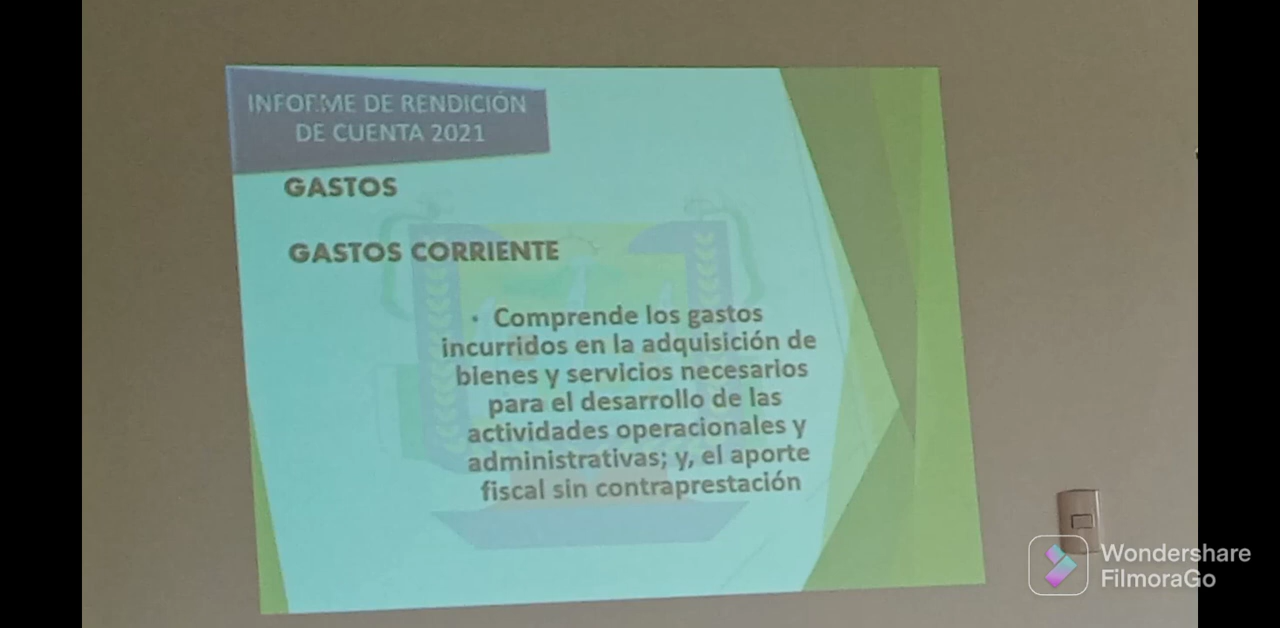 INFORME DE RENDICIÓN
DE CUENTA 2021
GASTOS
GASTOS CORRIENTE
• Comprende los gastos
incurridos en la adquisición de
bienes y servicios necesarios
para el desarrollo de las
actividades operacionales y
administrativas; y, el aporte
fiscal sin contraprestación
Wondershare
FilmoraGo